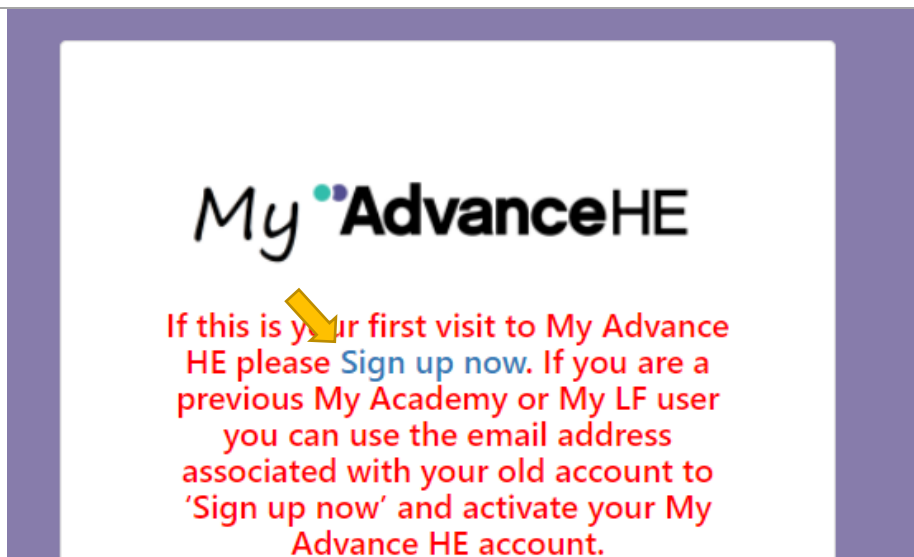 My AdvanceHE
If this is your first visit to My Advance
HE please Sign up now. If you are a
previous My Academy or My LF user
you can use the email address
associated with your old account to
‘Sign up now’ and activate your My
Advance HE account.